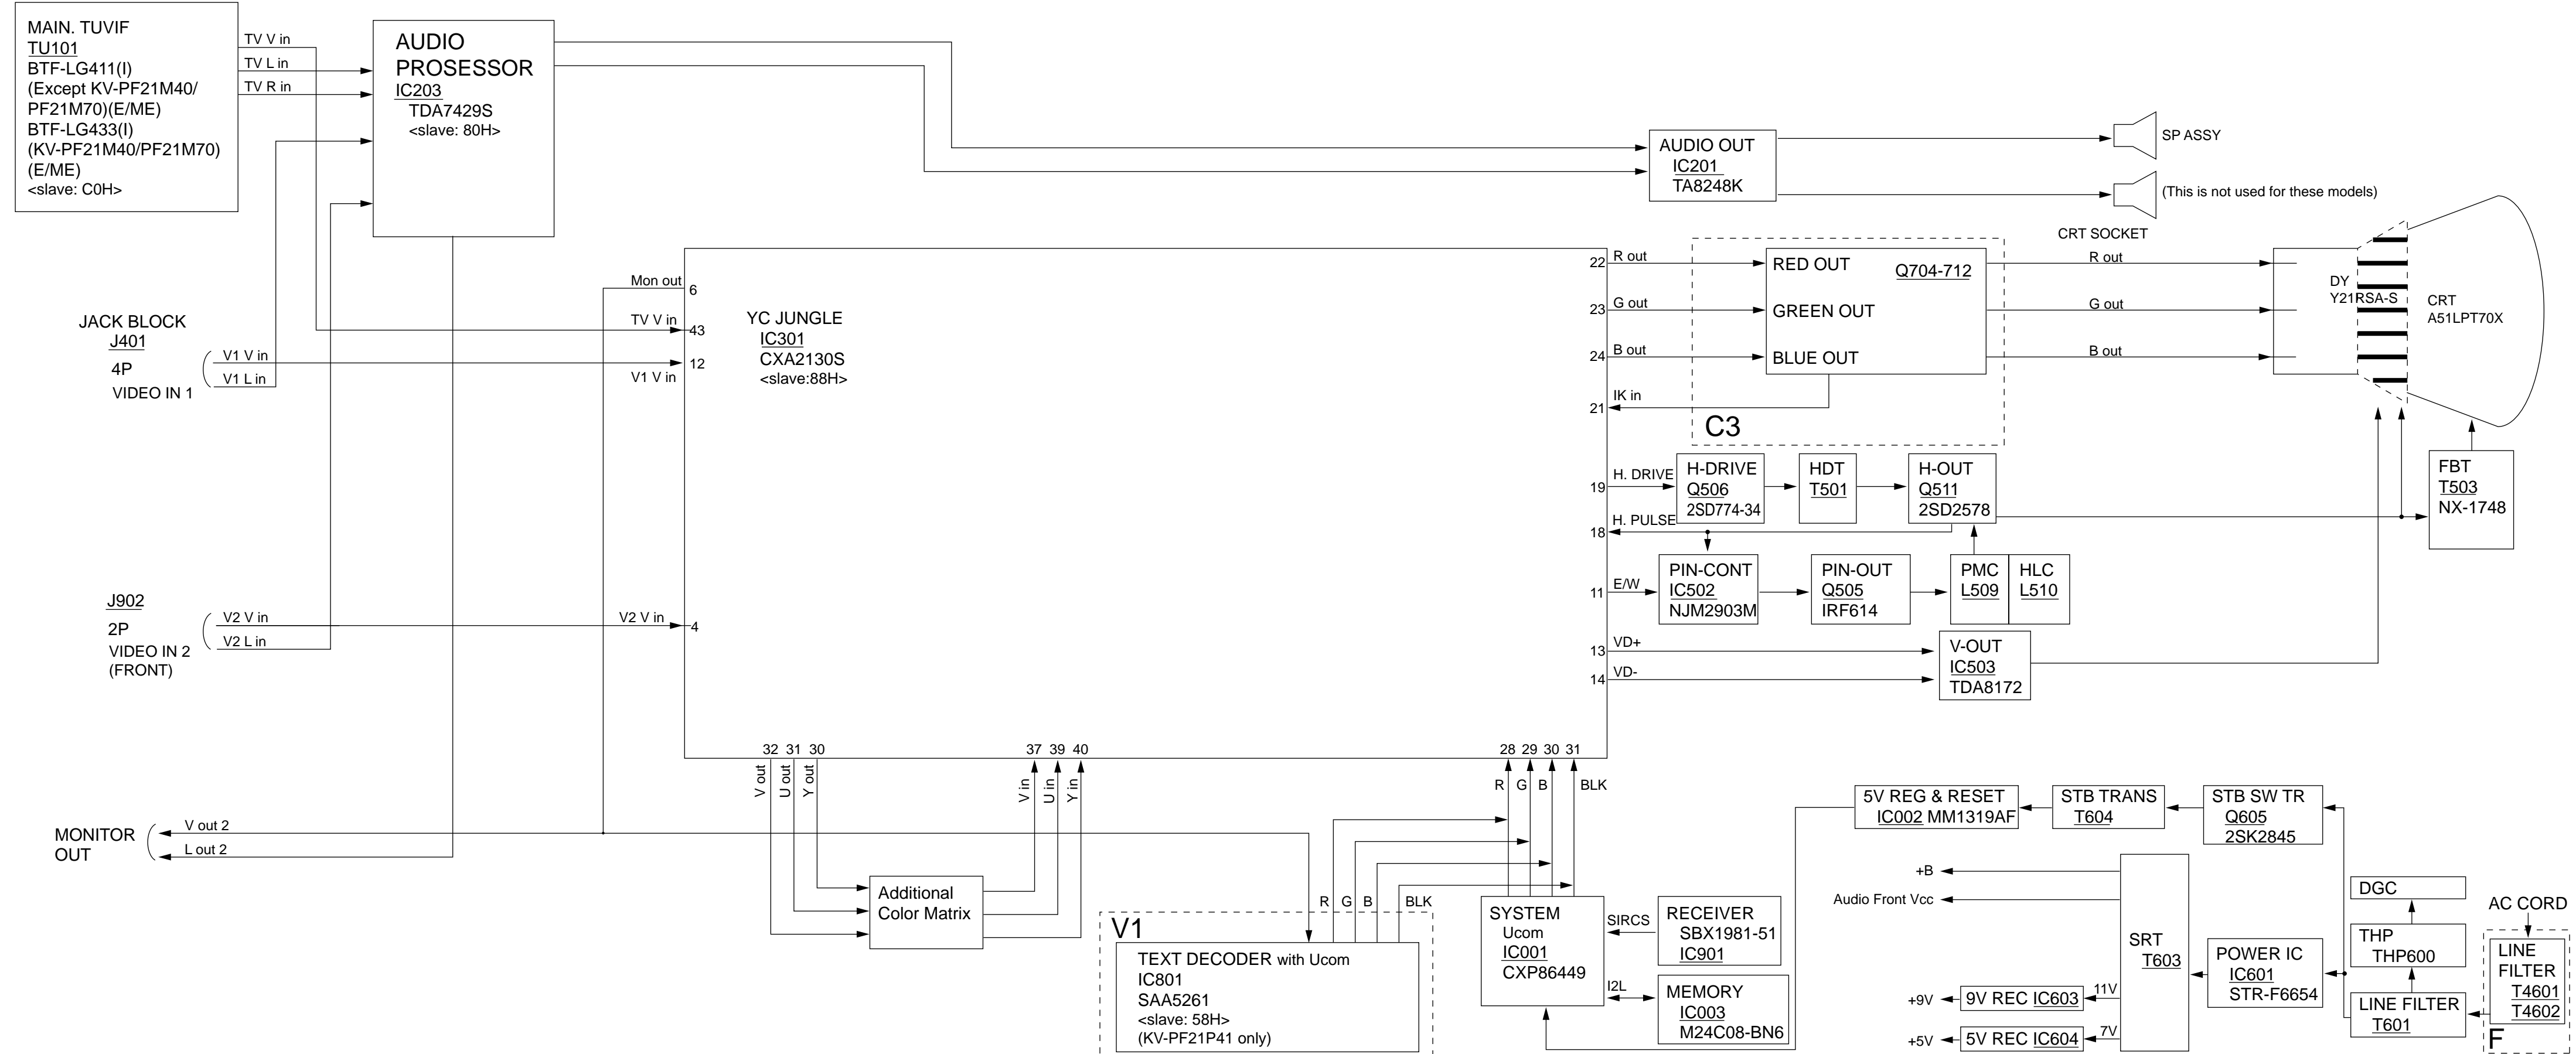 MAIN. TUVIF
TU101
BTF-LG411(I)
(Except KV-PF21M40/
PF21M70)(E/ME)
BTF-LG433(I)
(KV-PF21M40/PF21M70)
(E/ME)
<slave: C0H>
TV V in
TV L in
TV R in
AUDIO
PROSESSOR
IC203
TDA7429S
<slave: 80H>
AUDIO OUT
IC201
TA8248K
SP ASSY
(This is not used for these models)
JACK BLOCK
J401
4P
VIDEO IN 1
V1 V in
V1 L in
J902
2P
VIDEO IN 2
(FRONT)
V2 V in
V2 L in
MONITOR
OUT
V out 2
L out 2
Mon out
6
TV V in
43
12
V1 V in
V2 V in
4
YC JUNGLE
IC301
CXA2130S
<slave:88H>
22 R out
23 G out
24 B out
21 IK in
19 H. DRIVE
18 H. PULSE
11 E/W
13 VD+
14 VD-
RED OUT
Q704-712
GREEN OUT
BLUE OUT
C3
CRT SOCKET
R out
G out
B out
DY
Y21RSA-S
CRT
A51LPT70X
H-DRIVE
Q506
2SD774-34
HDT
T501
H-OUT
Q511
2SD2578
FBT
T503
NX-1748
PIN-CONT
IC502
NJM2903M
PIN-OUT
Q505
IRF614
PMC
L509
HLC
L510
V-OUT
IC503
TDA8172
32 31 30
37 39 40
28 29 30 31
V out
U out
Y out
V in
U in
Y in
R G B BLK
Additional
Color Matrix
R G B BLK
V1
TEXT DECODER with Ucom
IC801
SAA5261
<slave: 58H>
(KV-PF21P41 only)
SYSTEM
Ucom
IC001
CXP86449
SIRCS
I2L
RECEIVER
SBX1981-51
IC901
MEMORY
IC003
M24C08-BN6
5V REG & RESET
IC002 MM1319AF
STB TRANS
T604
STB SW TR
Q605
2SK2845
+B
Audio Front Vcc
+9V
9V REC IC603
11V
+5V
5V REC IC604
7V
SRT
T603
POWER IC
IC601
STR-F6654
DGC
THP
THP600
LINE FILTER
T601
AC CORD
LINE
FILTER
T4601
T4602
F